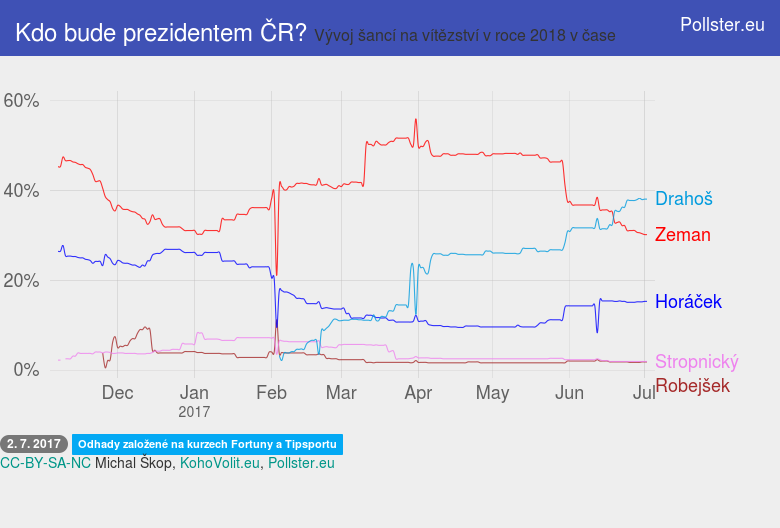 Kdo bude prezidentem ČR? Vývoj šancí na vítězství v roce 2018 v čase
Pollster.eu
60%
40%
20%
0%
Drahoš
Zeman
Horáček
Stropnický
Robejšek
Dec Jan Feb Mar Apr May Jun Jul
2017
2. 7. 2017 Odhady založené na kurzech Fortuny a Tipsportu
CC-BY-SA-NC Michal Škop, KohoVolit.eu, Pollster.eu